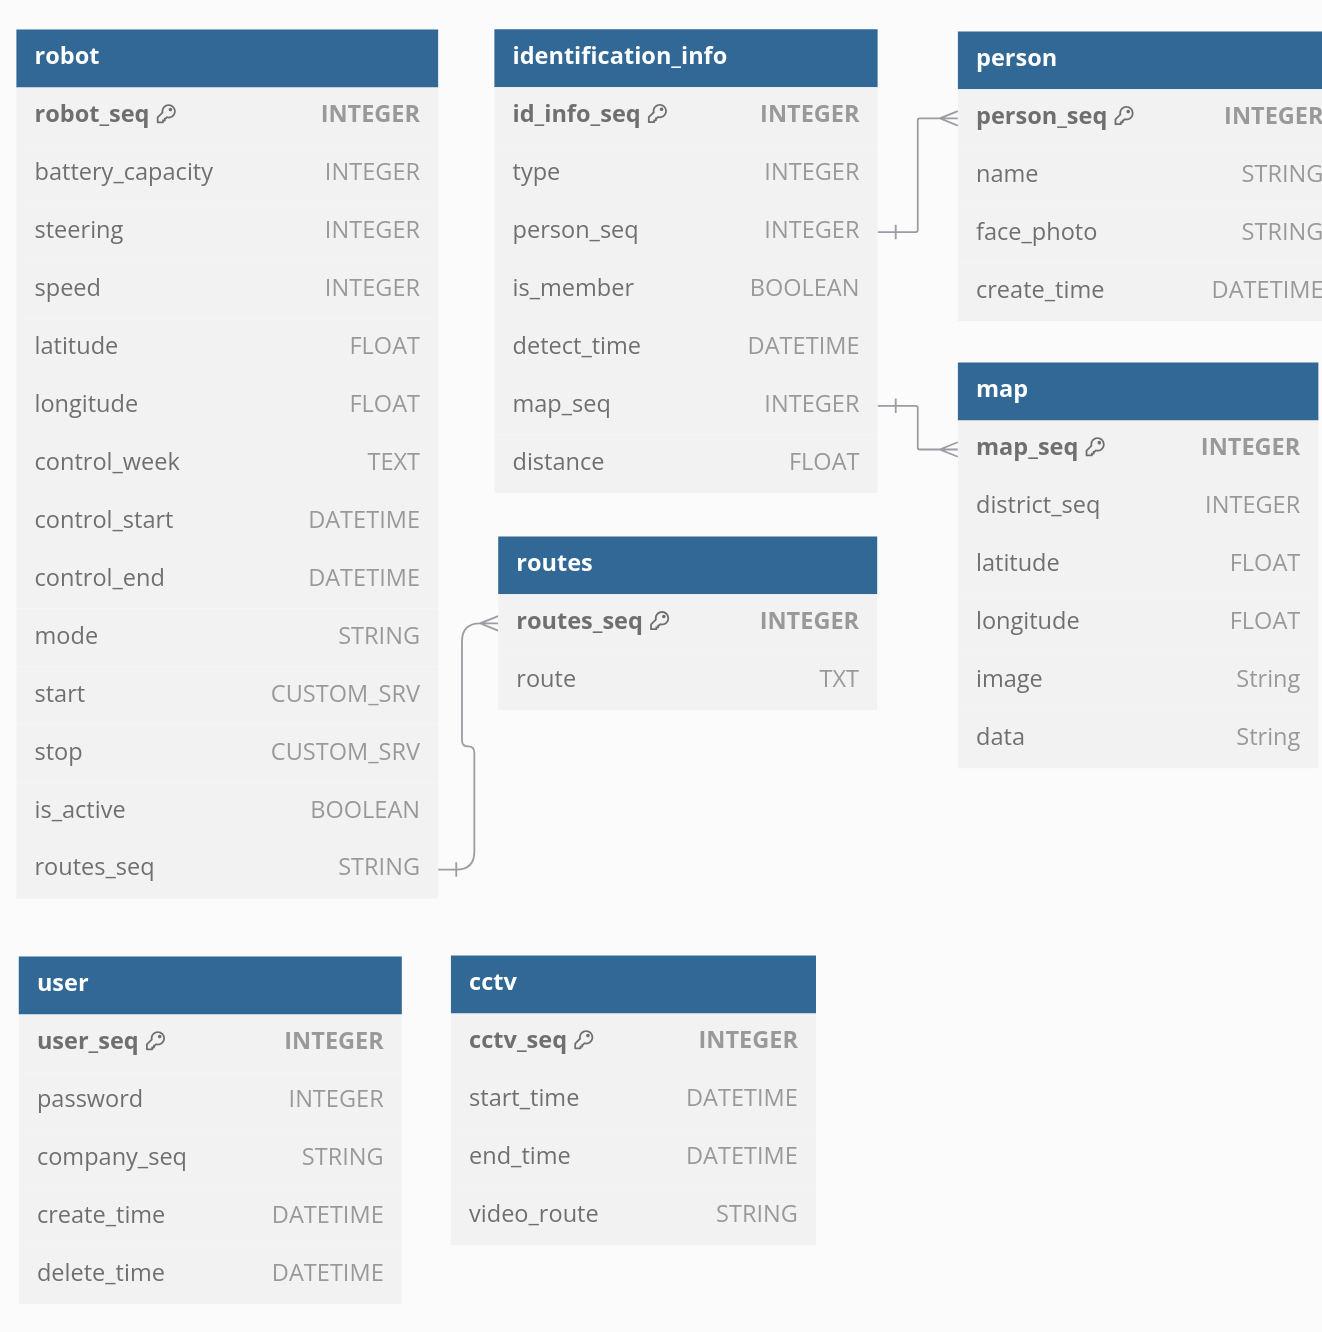 robot
robot_seq INTEGER
battery_capacity INTEGER
steering INTEGER
speed INTEGER
latitude FLOAT
longitude FLOAT
control_week TEXT
control_start DATETIME
control_end DATETIME
mode STRING
start CUSTOM_SRV
stop CUSTOM_SRV
is_active BOOLEAN
routes_seq STRING
identification_info
id_info_seq INTEGER
type INTEGER
person_seq INTEGER
is_member BOOLEAN
detect_time DATETIME
map_seq INTEGER
distance FLOAT
person
person_seq INTEGER
name STRING
face_photo STRING
create_time DATETIME
map
map_seq INTEGER
district_seq INTEGER
latitude FLOAT
longitude FLOAT
image String
data String
routes
routes_seq INTEGER
route TXT
user
user_seq INTEGER
password INTEGER
company_seq STRING
create_time DATETIME
delete_time DATETIME
cctv
cctv_seq INTEGER
start_time DATETIME
end_time DATETIME
video_route STRING